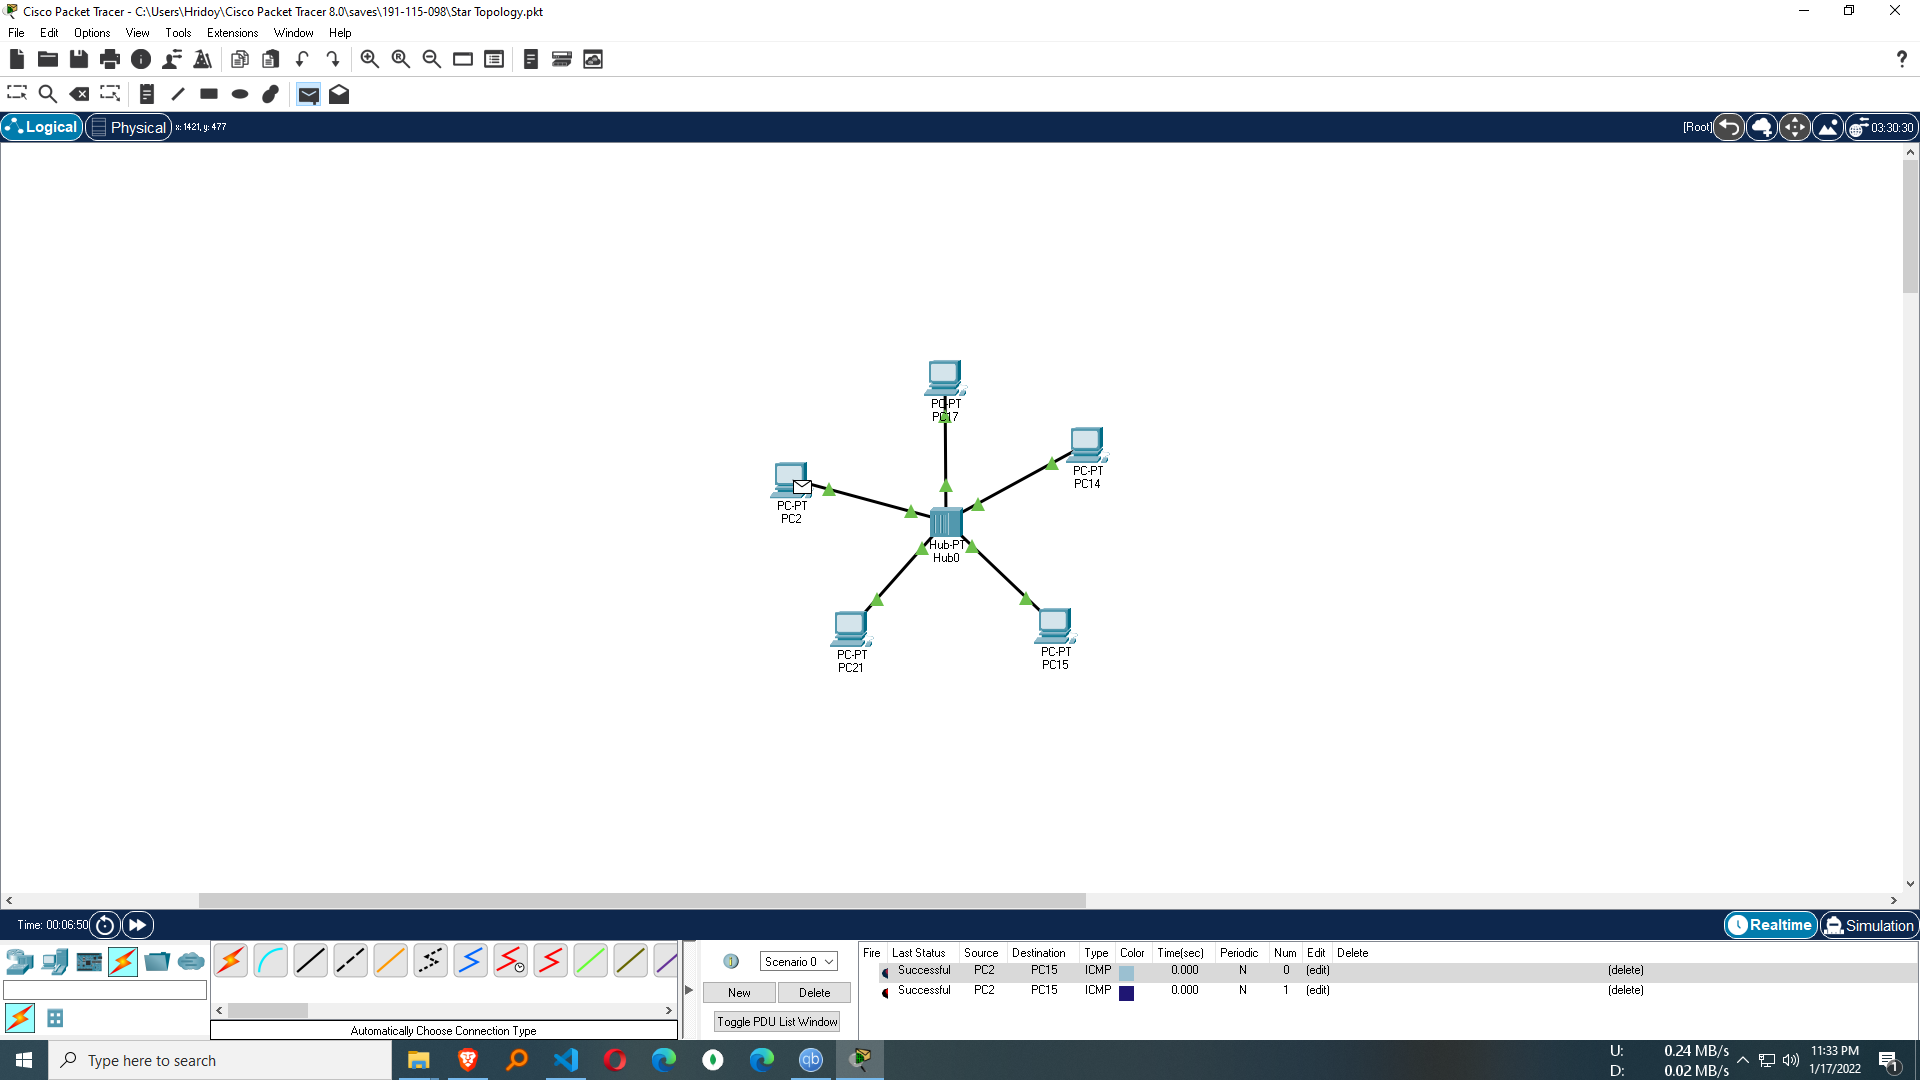 Cisco Packet Tracer - C:\Users\Hridoy\Cisco Packet Tracer 8.0\saves\191-115-098\Star Topology.pkt
File Edit Options View Tools Extensions Window Help
Logical Physical x: 1421, y: 477 [Root] 03:30:30
PC-PT
PC17
PC-PT
PC14
PC-PT
PC2
Hub-PT
Hub0
PC-PT
PC21
PC-PT
PC15
Time: 00:06:50 Realtime Simulation
Scenario 0
New Delete
Toggle PDU List Window
Automatically Choose Connection Type
Fire Last Status Source Destination Type Color Time(sec) Periodic Num Edit Delete
Successful PC2 PC15 ICMP 0.000 N 0 (edit) (delete)
Successful PC2 PC15 ICMP 0.000 N 1 (edit) (delete)
Type here to search
qb
U: 0.24 MB/s
D: 0.02 MB/s
11:33 PM
1/17/2022
1